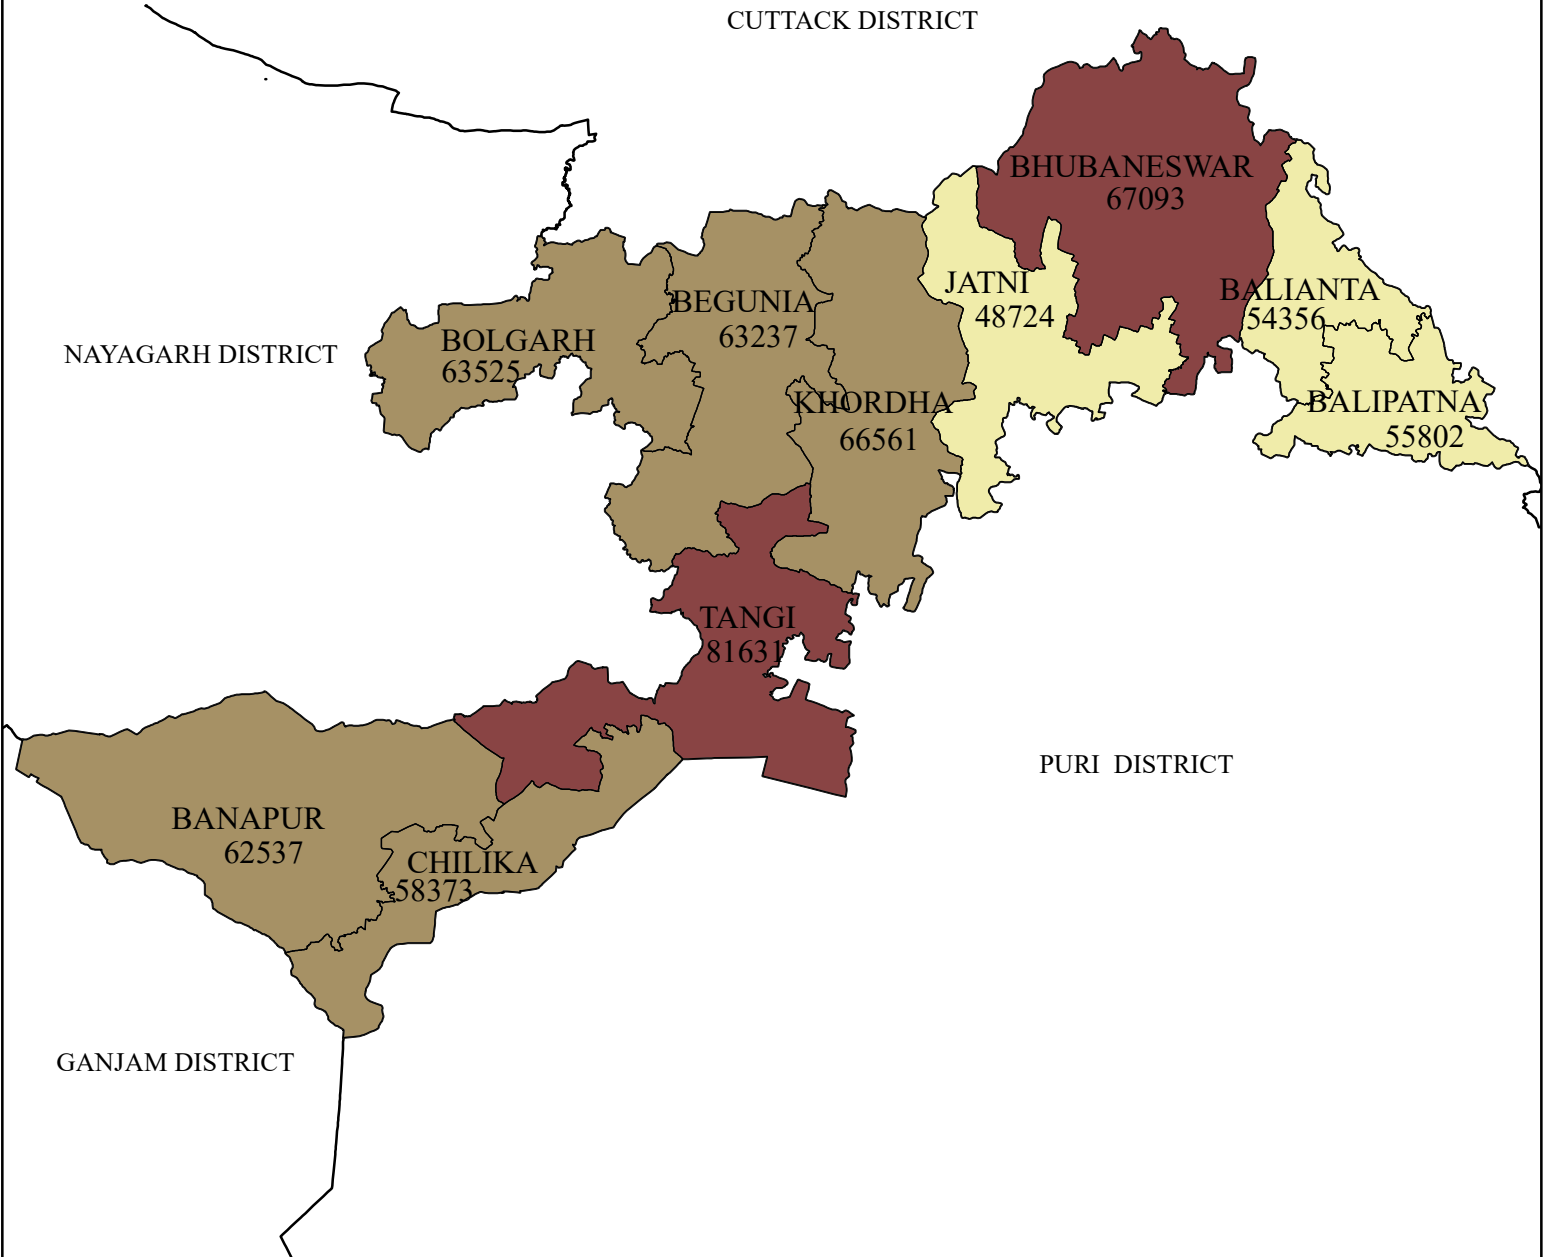 CUTTACK DISTRICT
BHUBANESWAR
67093
JATNI
48724
BALIANTA
54356
BEGUNIA
63237
BOLGARH
63525
NAYAGARH DISTRICT
KHORDHA
66561
BALIPATNA
55802
TANGI
81631
PURI DISTRICT
BANAPUR
62537
CHILIKA
58373
GANJAM DISTRICT